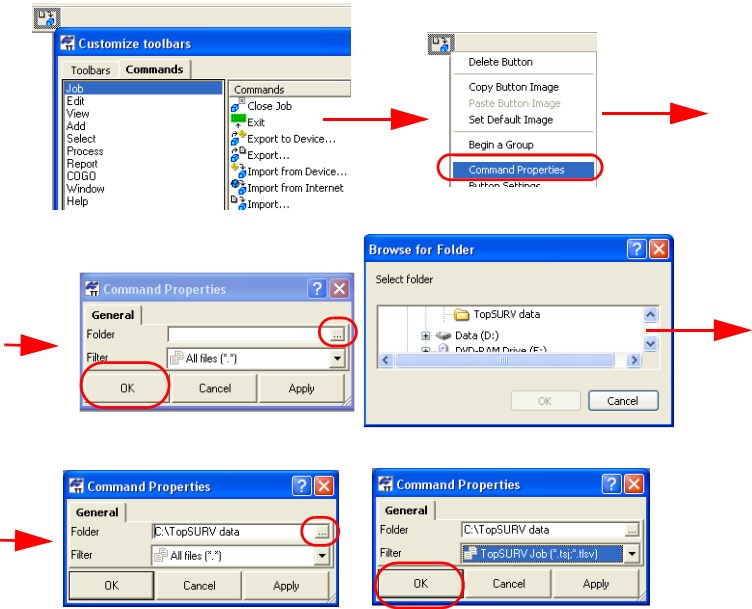 Customize toolbars
Toolbars Commands
Job
Edit
View
Add
Select
Process
Report
COGO
Window
Help
Commands
Close Job
Exit
Export to Device...
Export...
Import from Device...
Import from Internet
Import...
Delete Button
Copy Button Image
Paste Button Image
Set Default Image
Begin a Group
Command Properties
Button Settings
Command Properties
General
Folder ...
Filter All files (*.*)
OK Cancel Apply
Browse for Folder
Select folder
TopSURV data
Data (D:)
DVD-RAM Drive (E:)
OK Cancel
Command Properties
General
Folder C:\TopSURV data ...
Filter All files (*.*)
OK Cancel Apply
Command Properties
General
Folder C:\TopSURV data ...
Filter TopSURV Job (*.tsj;*.tlsv)
OK Cancel Apply